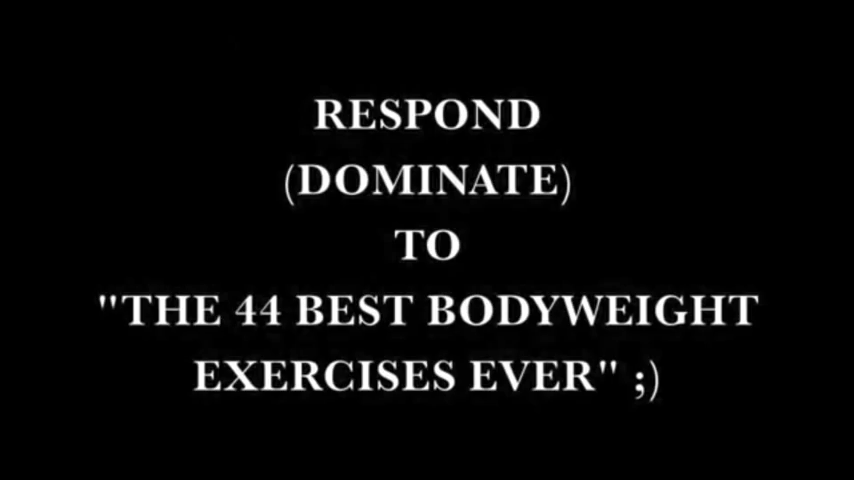 RESPOND
(DOMINATE)
TO
"THE 44 BEST BODYWEIGHT
EXERCISES EVER" ;)